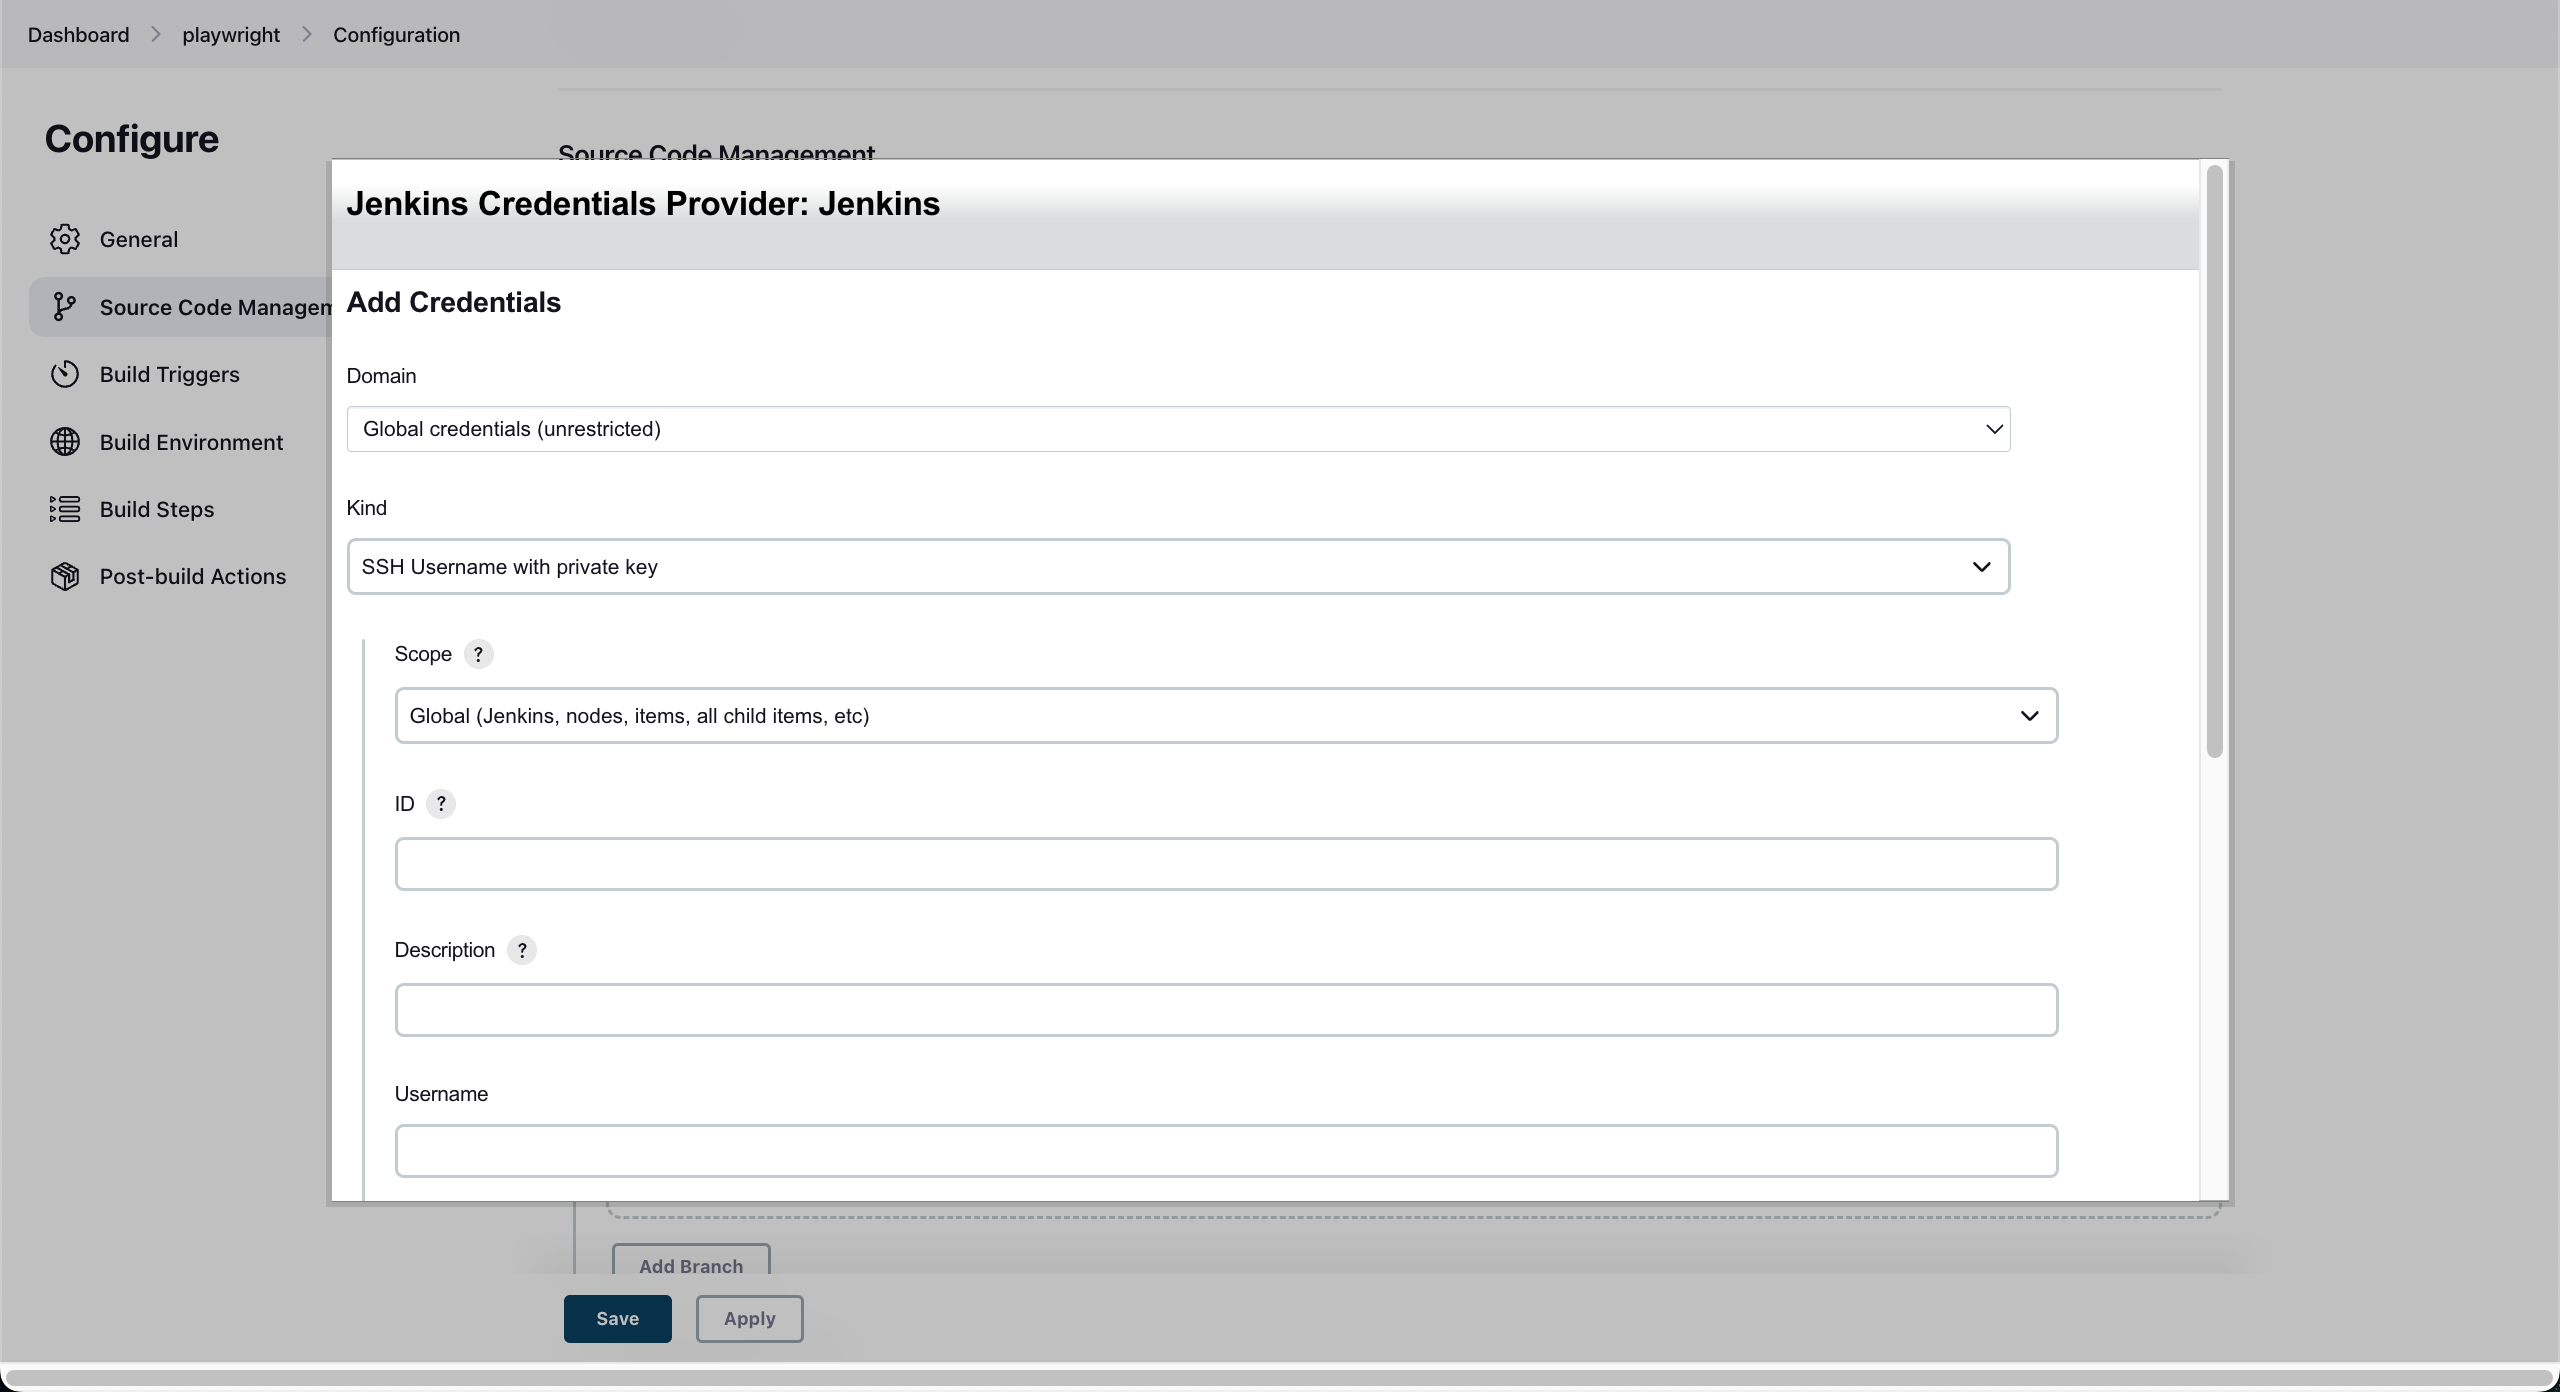 Dashboard > playwright > Configuration
Configure
General
Source Code Managem
Build Triggers
Build Environment
Build Steps
Post-build Actions
Source Code Management
Jenkins Credentials Provider: Jenkins
Add Credentials
Domain
Global credentials (unrestricted)
Kind
SSH Username with private key
Scope ?
Global (Jenkins, nodes, items, all child items, etc)
ID ?
Description ?
Username
Add Branch
Save
Apply